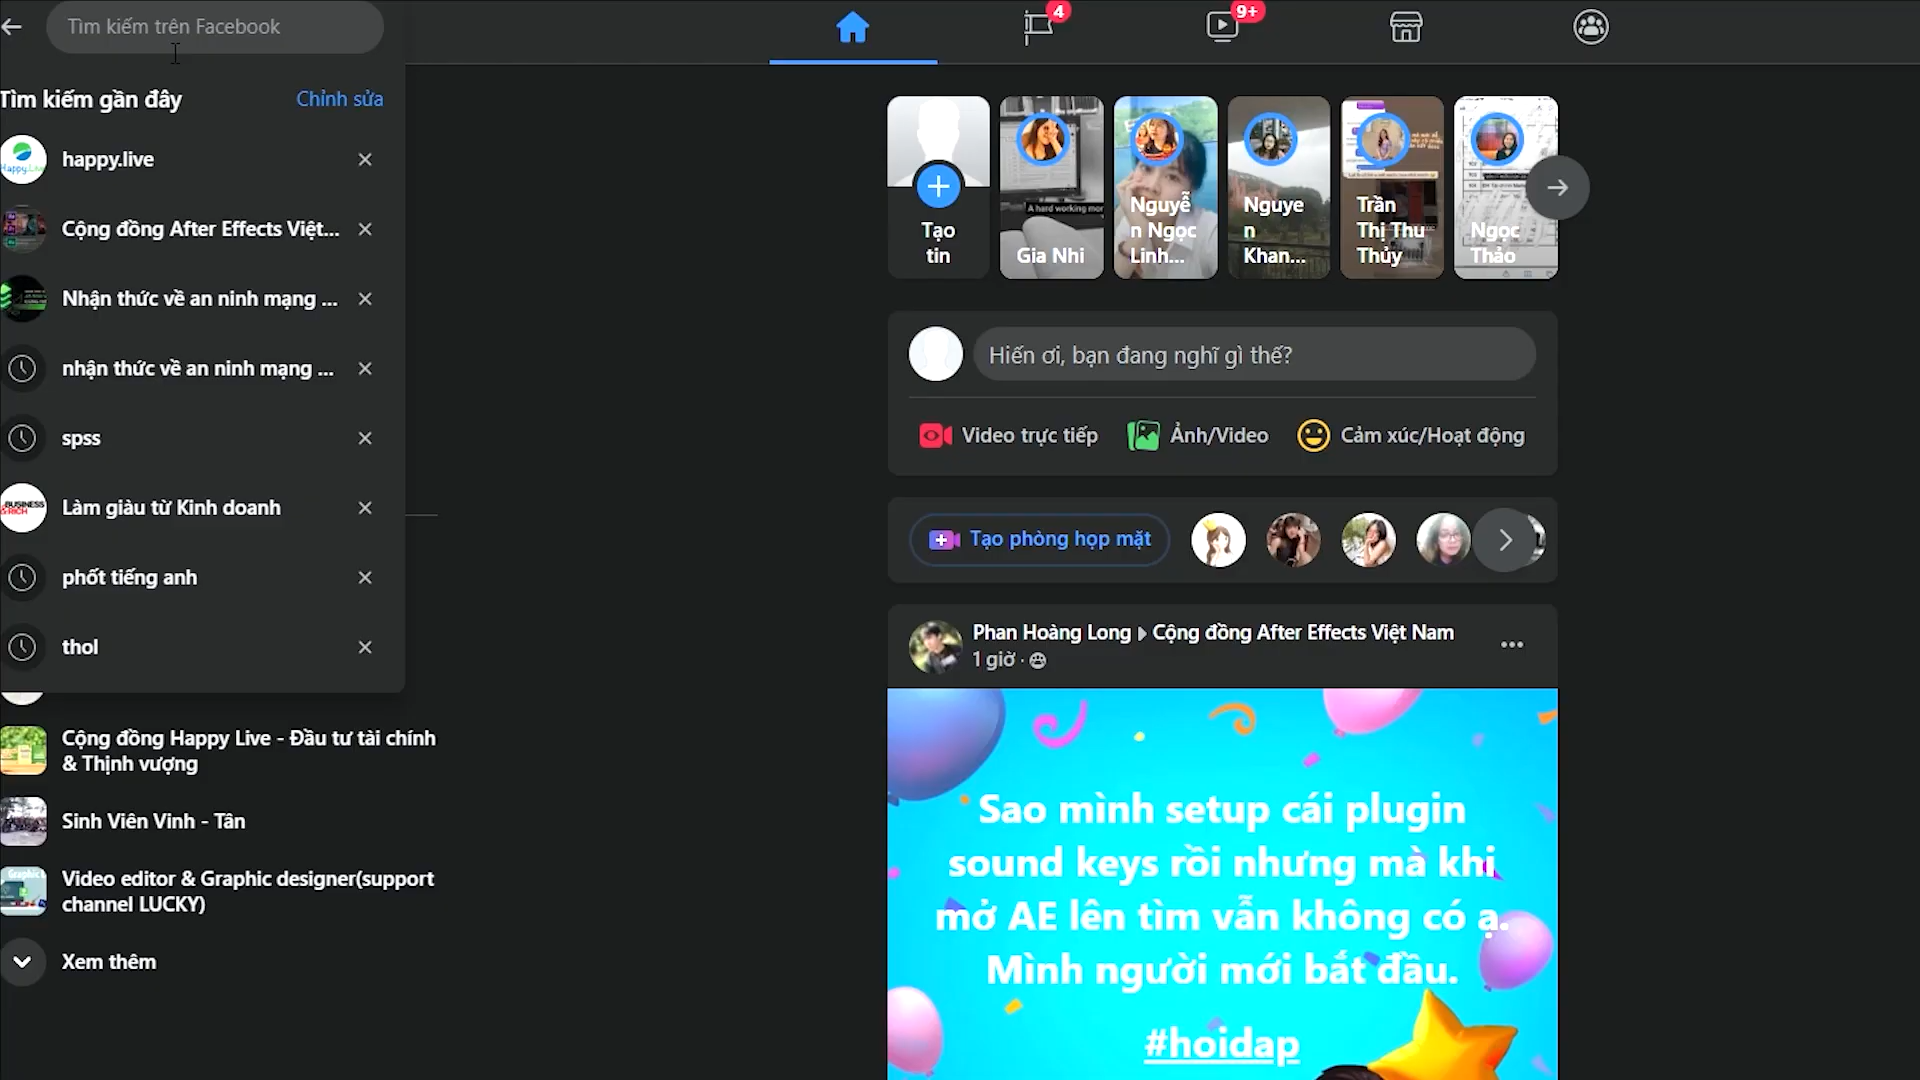 Tìm kiếm trên Facebook
4
9+
Tìm kiếm gần đây
Chỉnh sửa
happy.live
Cộng đồng After Effects Việt...
Nhận thức về an ninh mạng ...
nhận thức về an ninh mạng ...
spss
Làm giàu từ Kinh doanh
phốt tiếng anh
thol
Cộng đồng Happy Live - Đầu tư tài chính
& Thịnh vượng
Sinh Viên Vinh - Tân
Video editor & Graphic designer(support
channel LUCKY)
Xem thêm
Tạo
tin
A hard working mor
Gia Nhi
Nguyễ
n Ngọc
Linh...
Nguye
n
Khan...
Trần
Thị Thu
Thủy
Ngọc
Thảo
Hiến ơi, bạn đang nghĩ gì thế?
Video trực tiếp
Ảnh/Video
Cảm xúc/Hoạt động
Tạo phòng họp mặt
Phan Hoàng Long
Cộng đồng After Effects Việt Nam
1 giờ ·
Sao mình setup cái plugin
sound keys rồi nhưng mà khi
mở AE lên tìm vẫn không có ạ.
Mình người mới bắt đầu.
#hoidap